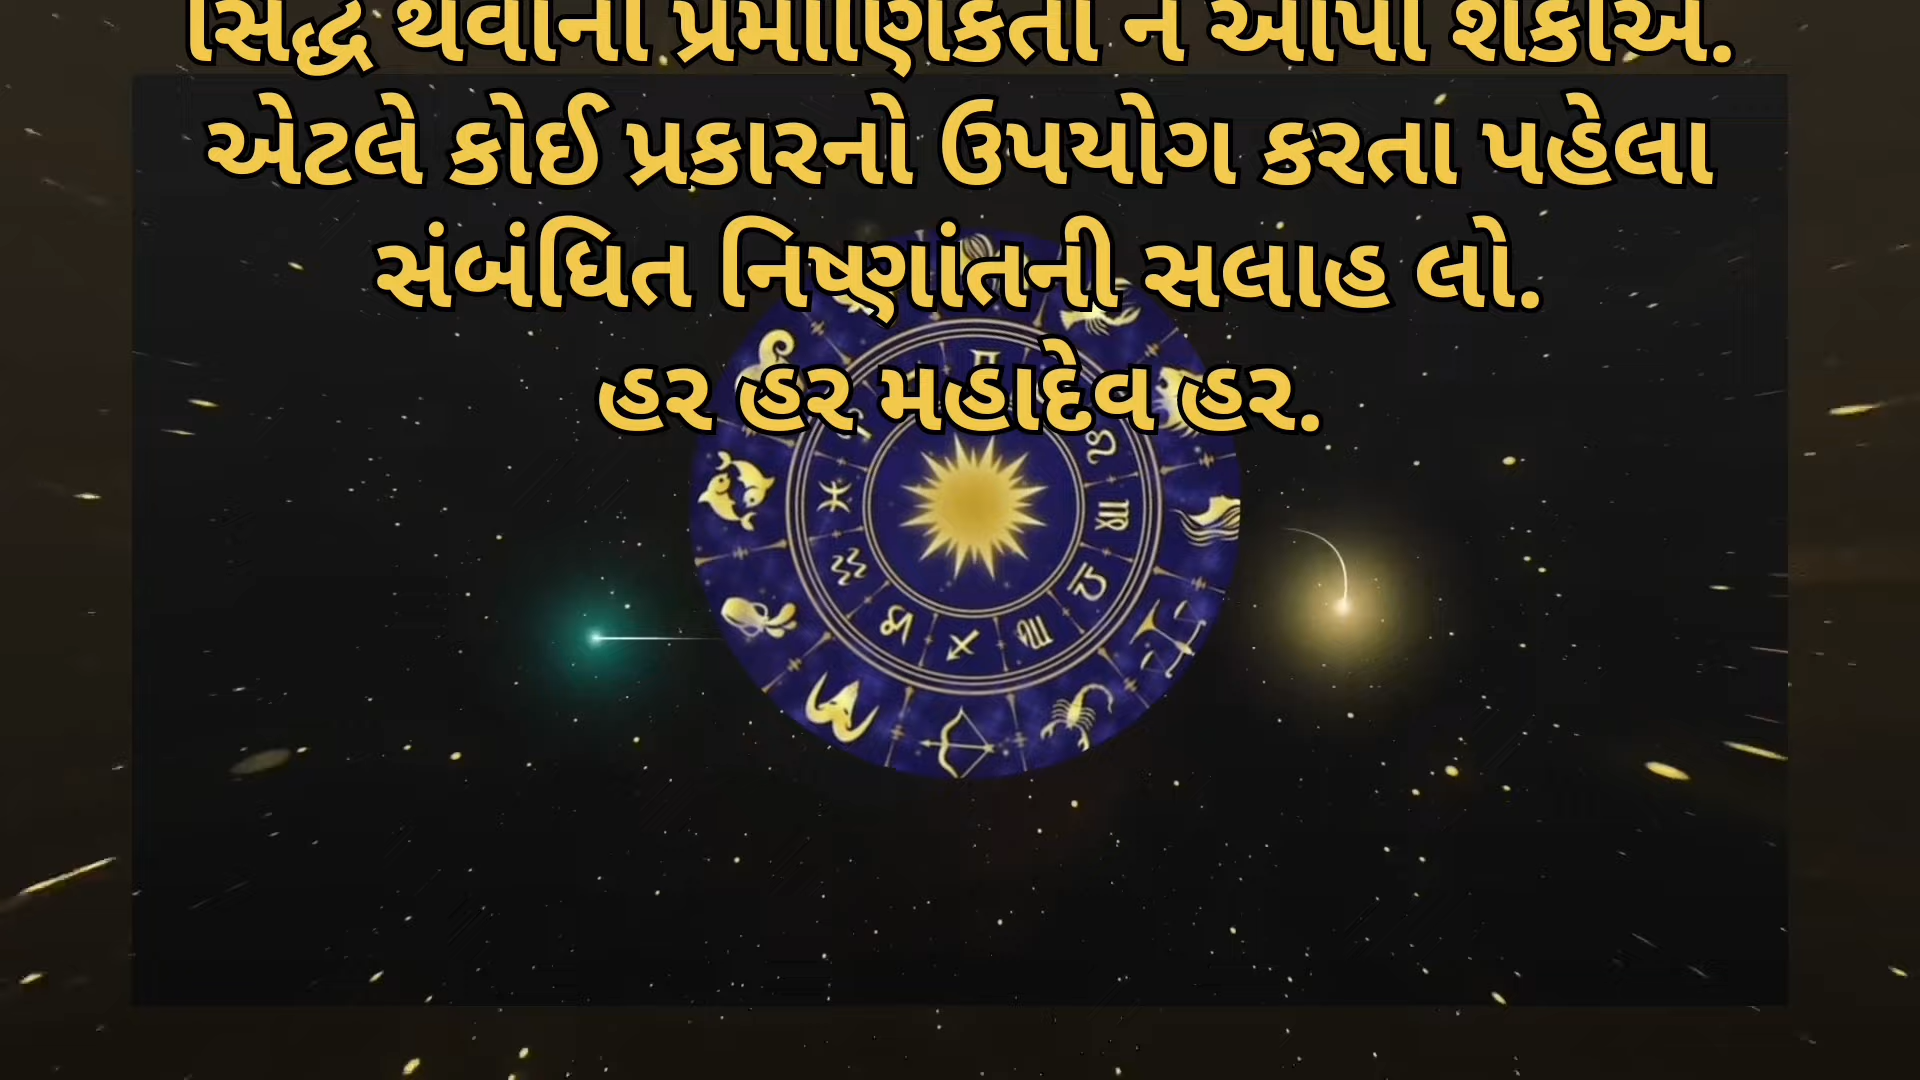 સિદ્ધ થવાની પ્રમાણિકતા ન આપી શકીએ.
એટલે કોઈ પ્રકારનો ઉપયોગ કરતા પહેલા
સંબંધિત નિષ્ણાંતની સલાહ લો.
હર હર મહાદેવ હર.